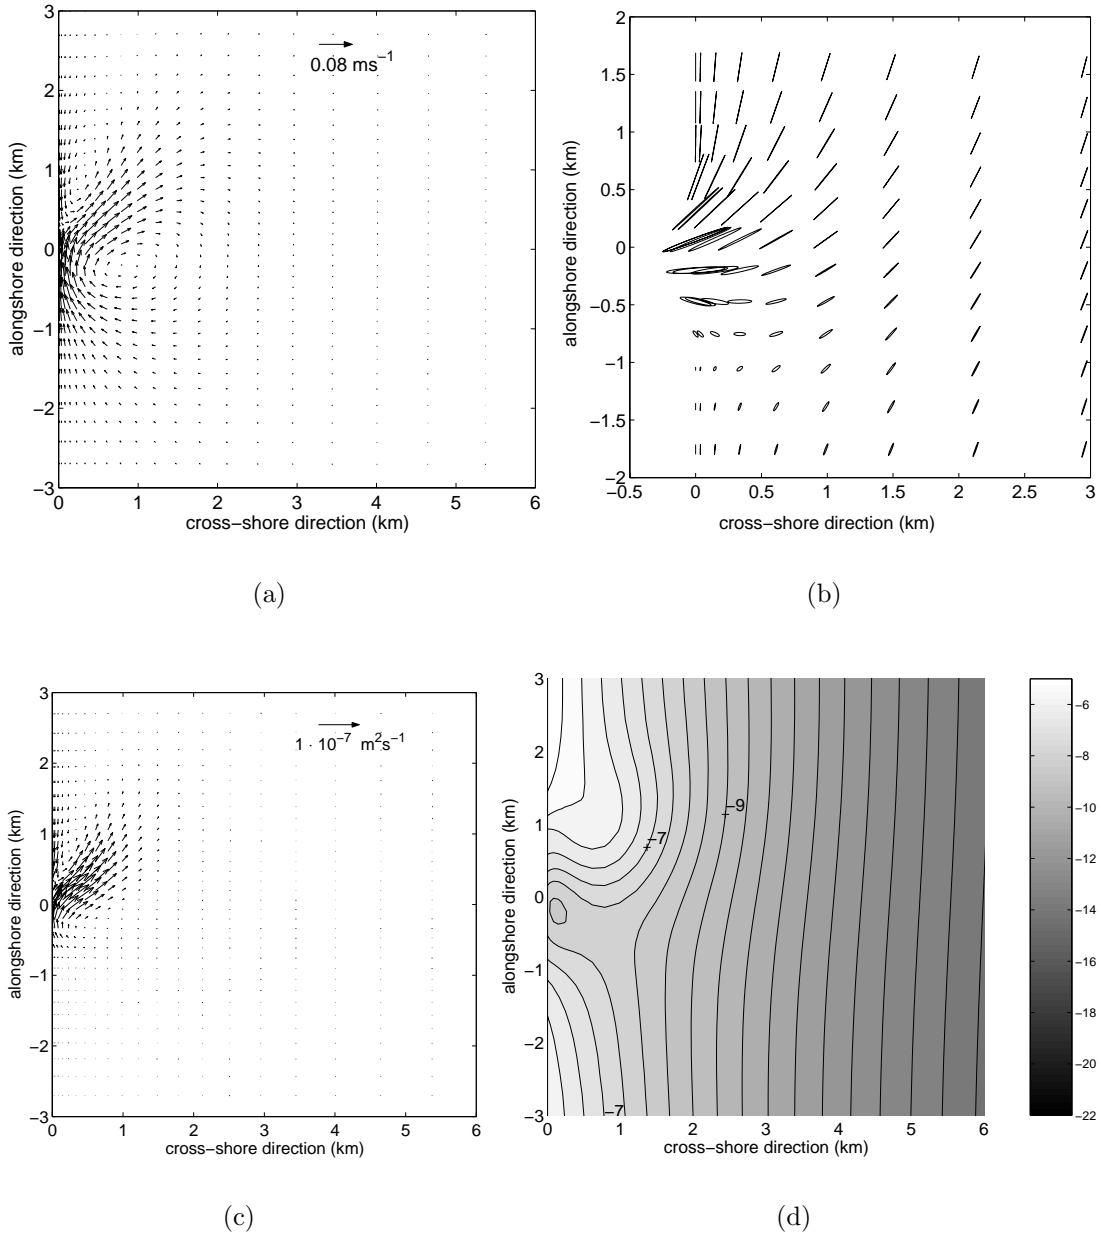 3
2
1
0
−1
−2
−3
0 1 2 3 4 5 6
alongshore direction (km)
cross−shore direction (km)
0.08 ms−1
(a)
2
1.5
1
0.5
0
−0.5
−1
−1.5
−2
−0.5 0 0.5 1 1.5 2 2.5 3
alongshore direction (km)
cross−shore direction (km)
(b)
3
2
1
0
−1
−2
−3
0 1 2 3 4 5 6
alongshore direction (km)
cross−shore direction (km)
1 · 10−7 m2s−1
(c)
3
2
1
0
−1
−2
−3
0 1 2 3 4 5 6
alongshore direction (km)
cross−shore direction (km)
−9
−7
−7
−6
−8
−10
−12
−14
−16
−18
−20
−22
(d)